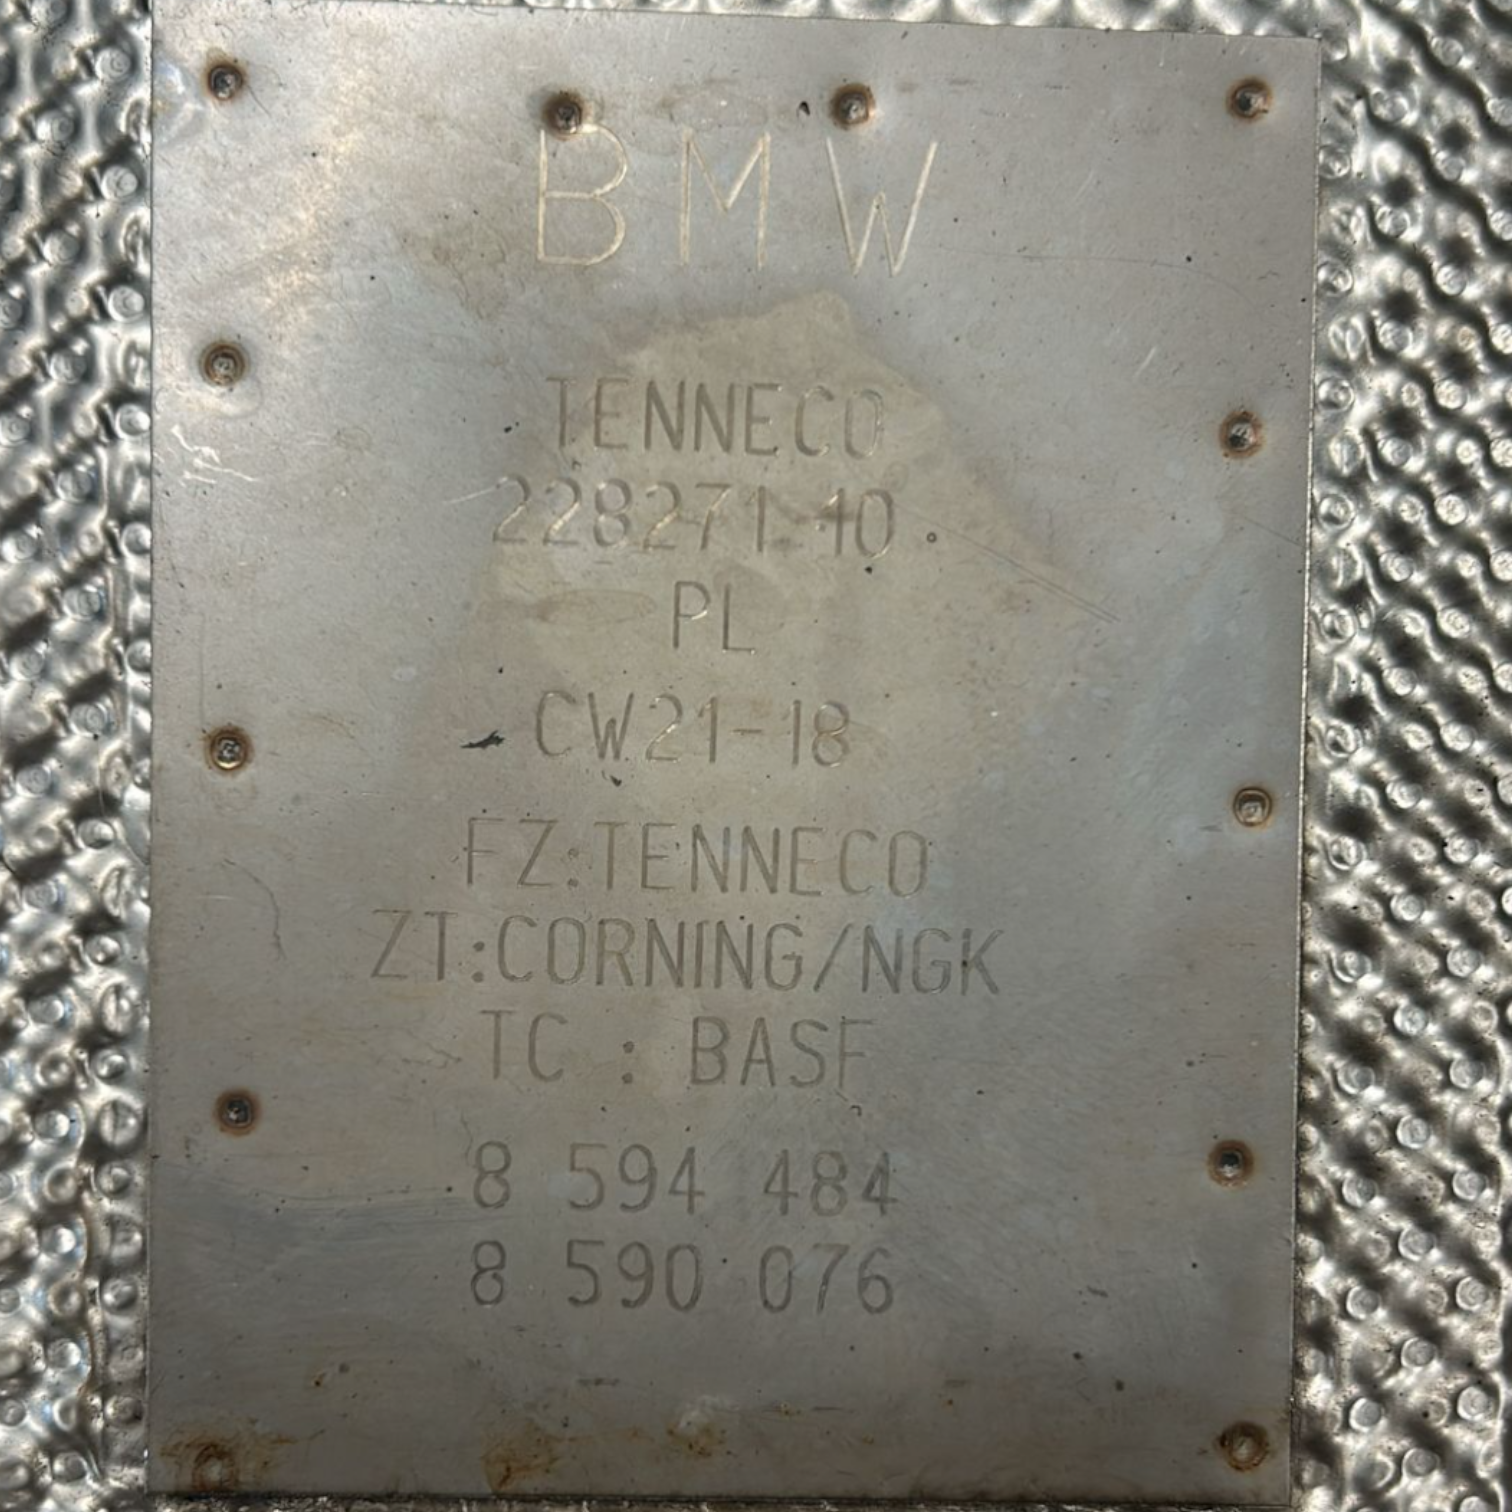 BMW
TENNECO
228271-10
PL
CW21-18
FZ:TENNECO
ZT:CORNING/NGK
TC : BASF
8 594 484
8 590 076